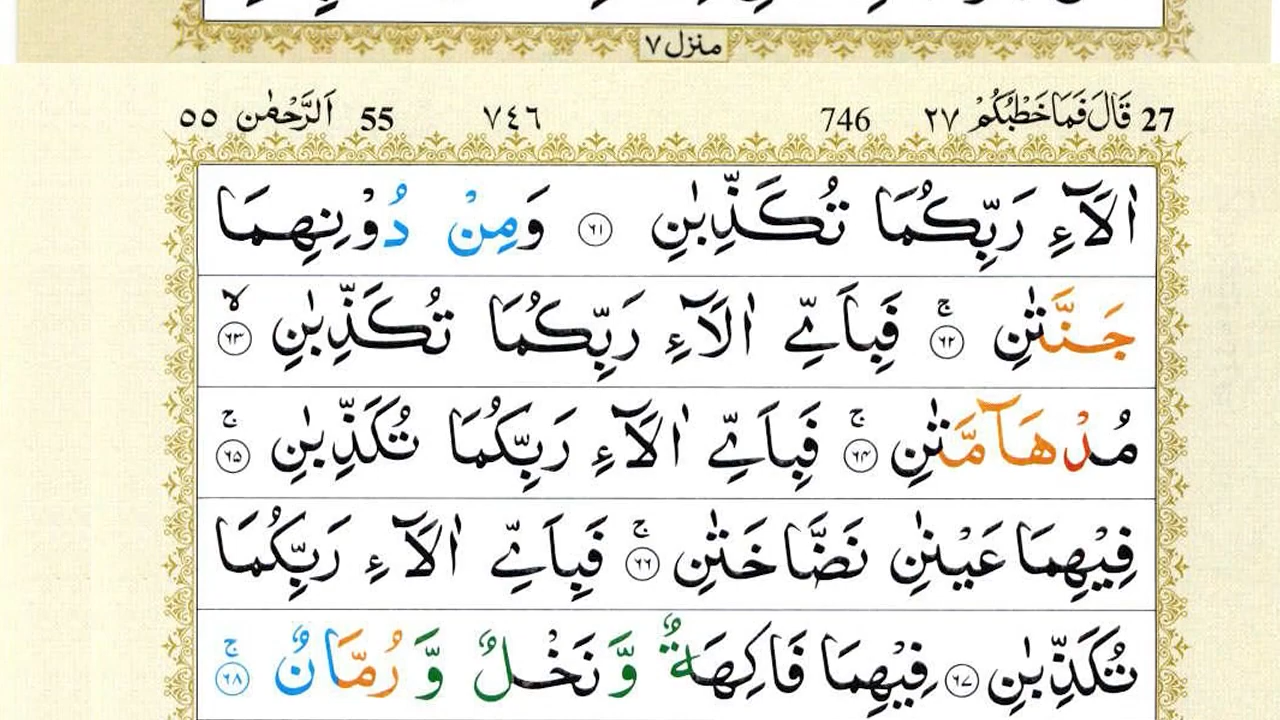 منزل ٧
27 قَالَ فَمَا خَطْبُكُمْ ٢٧ 746 ٧٤٦ 55 اَلرَّحْمٰن ٥٥
اٰلَآءِ رَبِّكُمَا تُكَذِّبٰنِ ۝٦١ وَمِنْ دُوْنِهِمَا
جَنَّتٰنِ ۝٦٢ۚ فَبِاَیِّ اٰلَآءِ رَبِّكُمَا تُكَذِّبٰنِ ۝٦٣ۙ
مُدْهَآمَّتٰنِ ۝٦٤ۚ فَبِاَیِّ اٰلَآءِ رَبِّكُمَا تُكَذِّبٰنِ ۝٦٥ۚ
فِیْهِمَا عَیْنٰنِ نَضَّاخَتٰنِ ۝٦٦ۚ فَبِاَیِّ اٰلَآءِ رَبِّكُمَا
تُكَذِّبٰنِ ۝٦٧ فِیْهِمَا فَاكِهَةٌ وَّ نَخْلٌ وَّ رُمَّانٌ ۝٦٨ۚ